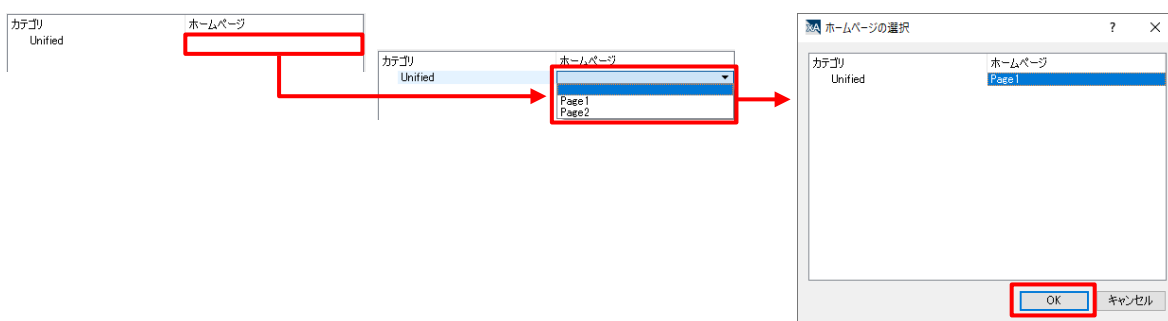 カテゴリ ホームページ
Unified
カテゴリ ホームページ
Unified
Page1
Page2
ホームページの選択 ? ×
カテゴリ ホームページ
Unified Page1
OK キャンセル